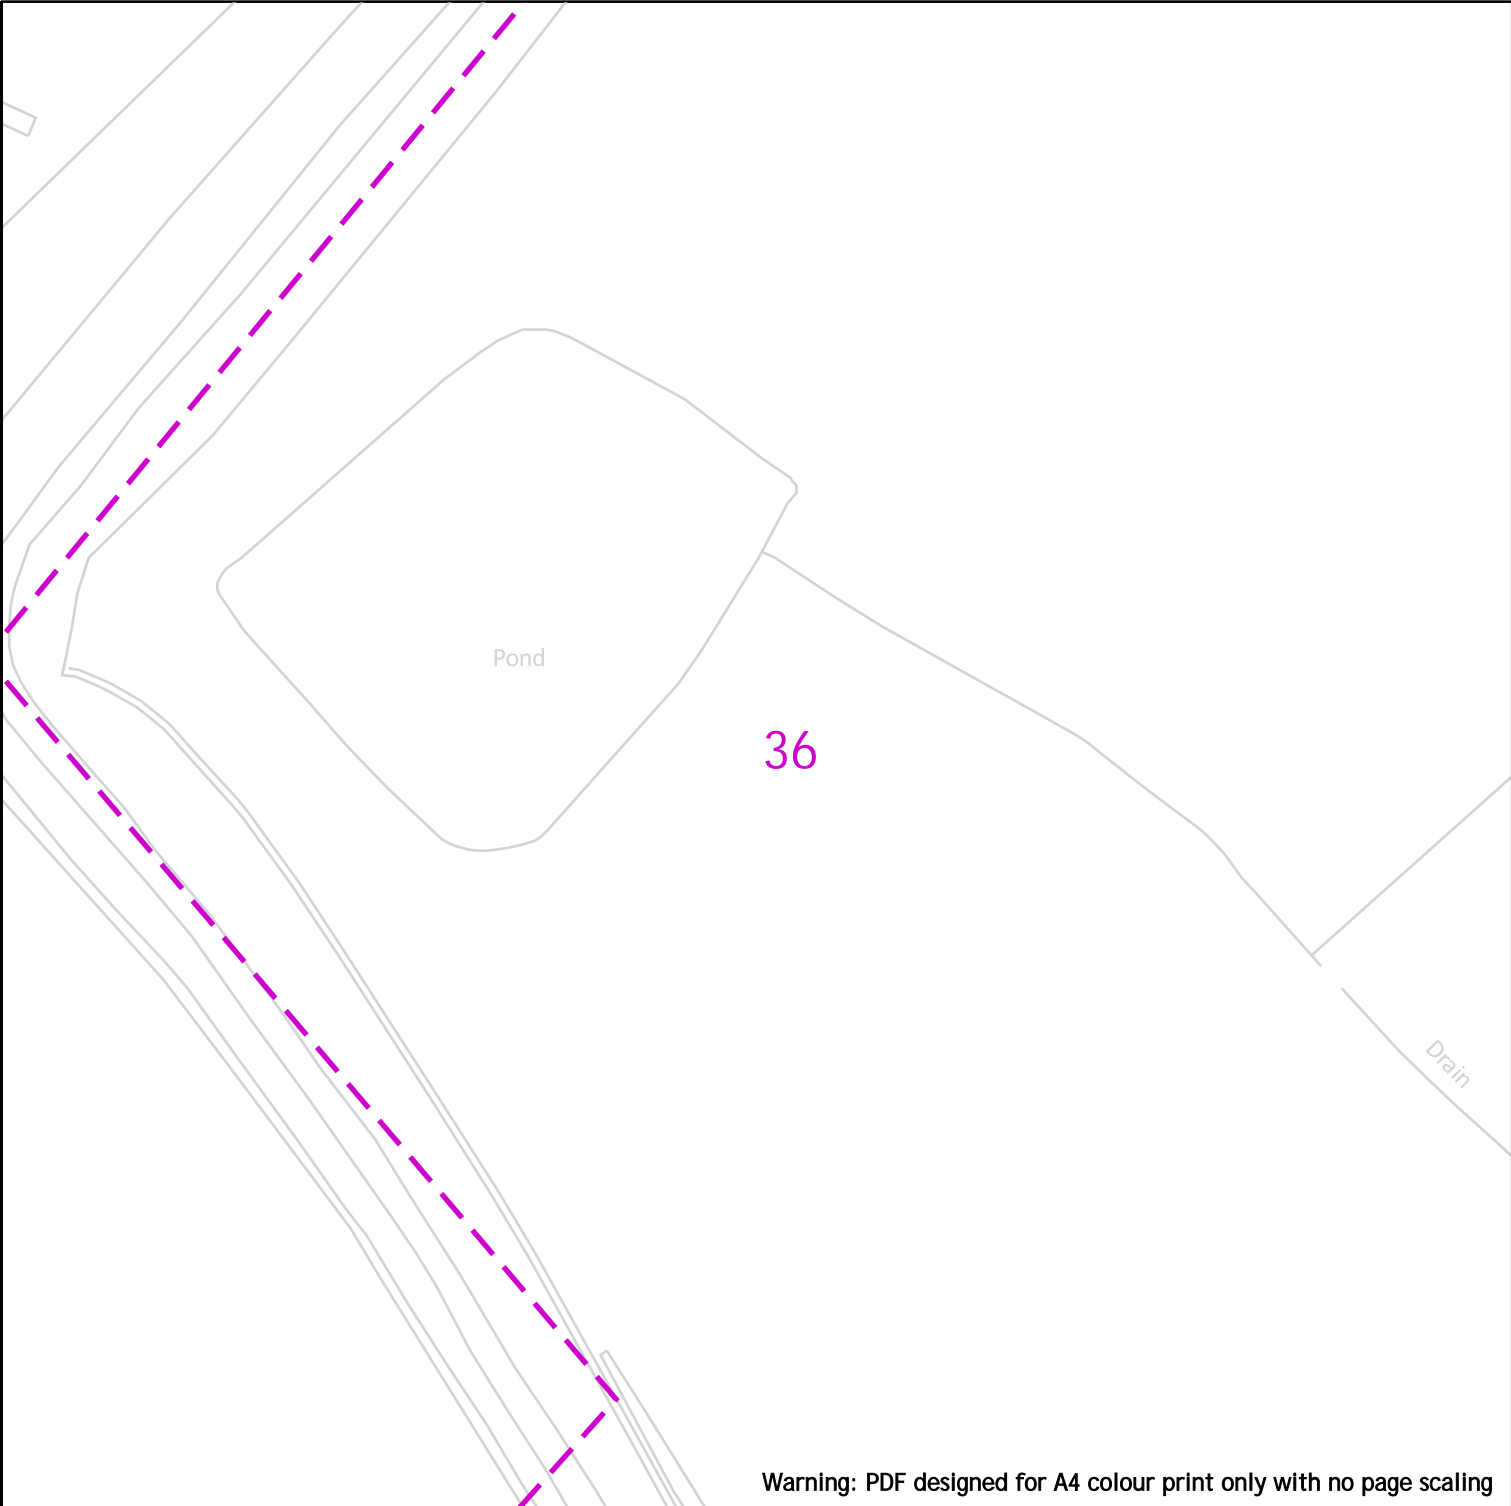 Pond
36
Drain
Warning: PDF designed for A4 colour print only with no page scaling